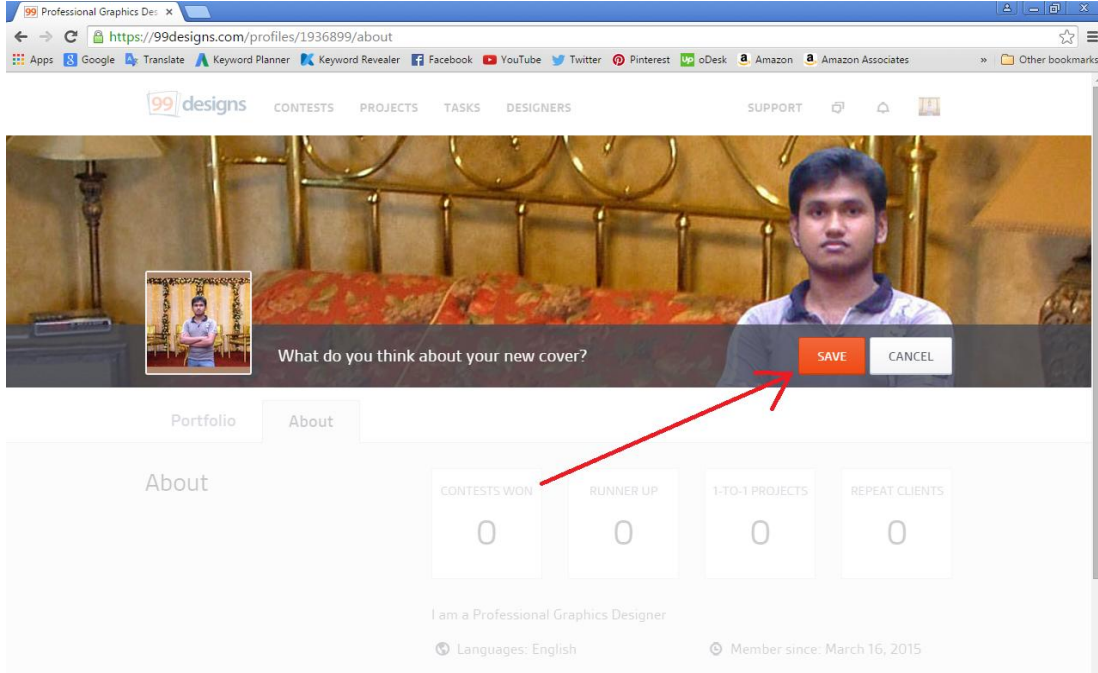 99 Professional Graphics Des
https://99designs.com/profiles/1936899/about
Apps Google Translate Keyword Planner Keyword Revealer Facebook YouTube Twitter Pinterest Up oDesk Amazon Amazon Associates » Other bookmarks
99designs CONTESTS PROJECTS TASKS DESIGNERS SUPPORT
What do you think about your new cover? SAVE CANCEL
Portfolio About
About
CONTESTS WON RUNNER UP 1-TO-1 PROJECTS REPEAT CLIENTS
0 0 0 0
I am a Professional Graphics Designer
Languages: English Member since: March 16, 2015